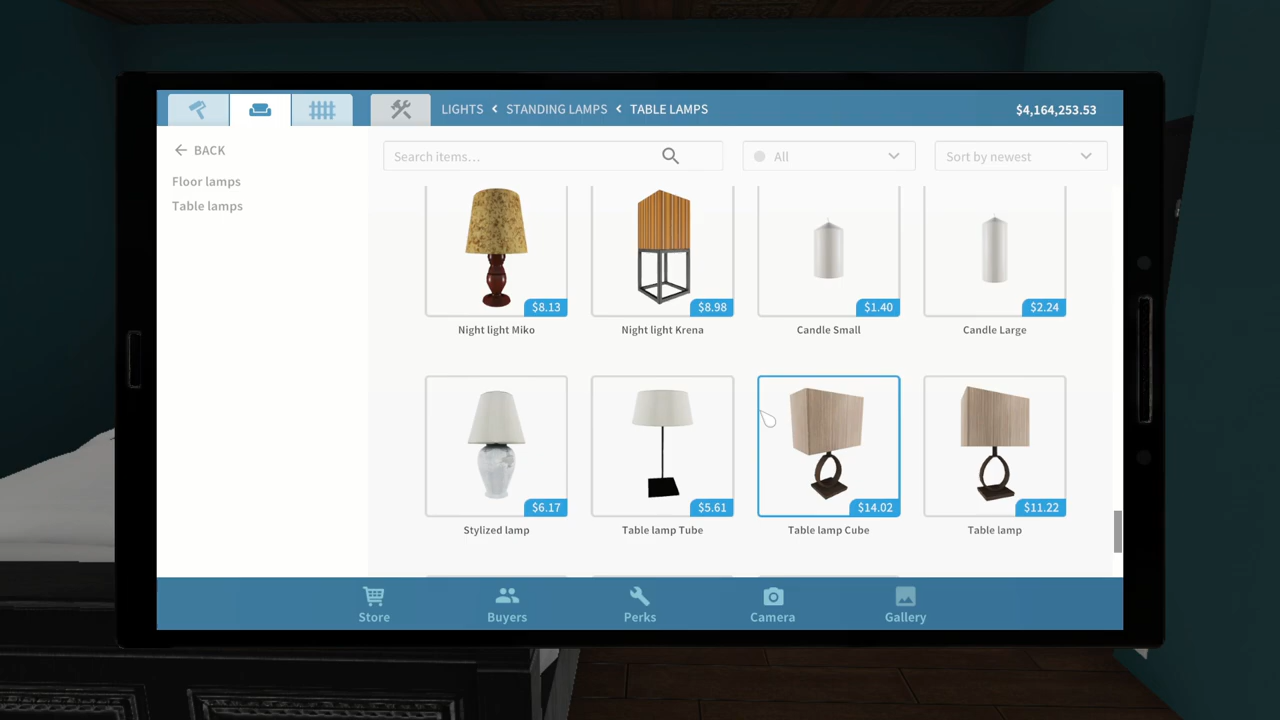 LIGHTS < STANDING LAMPS < TABLE LAMPS
$4,164,253.53
BACK
Floor lamps
Table lamps
Search items...
All
Sort by newest
$8.13
Night light Miko
$8.98
Night light Krena
$1.40
Candle Small
$2.24
Candle Large
$6.17
Stylized lamp
$5.61
Table lamp Tube
$14.02
Table lamp Cube
$11.22
Table lamp
Store
Buyers
Perks
Camera
Gallery